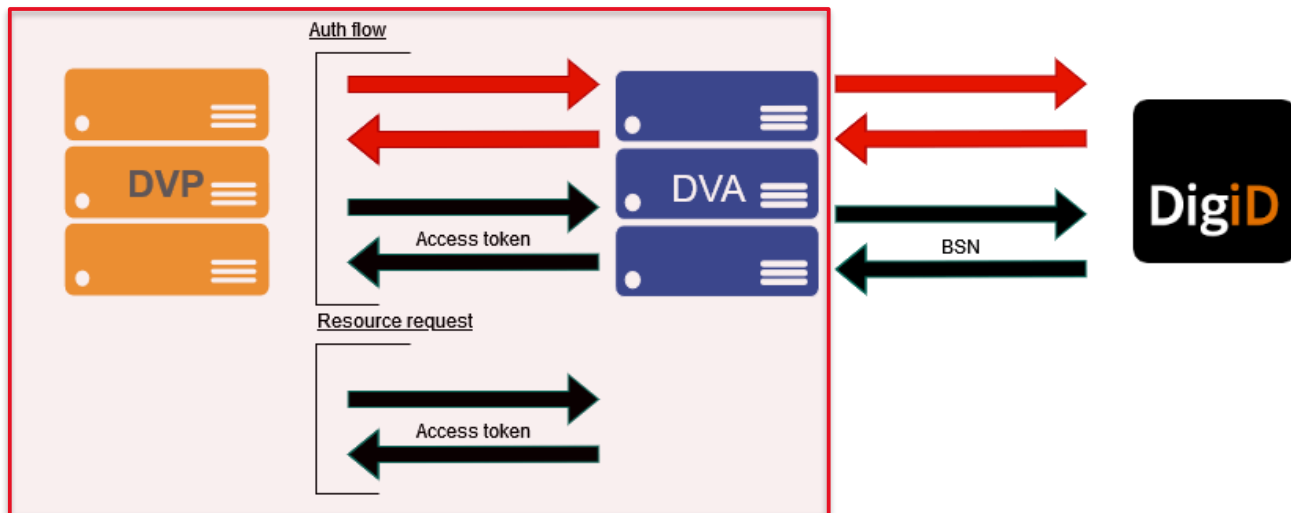 Auth flow
DVP
DVA
DigiD
Access token
BSN
Resource request
Access token